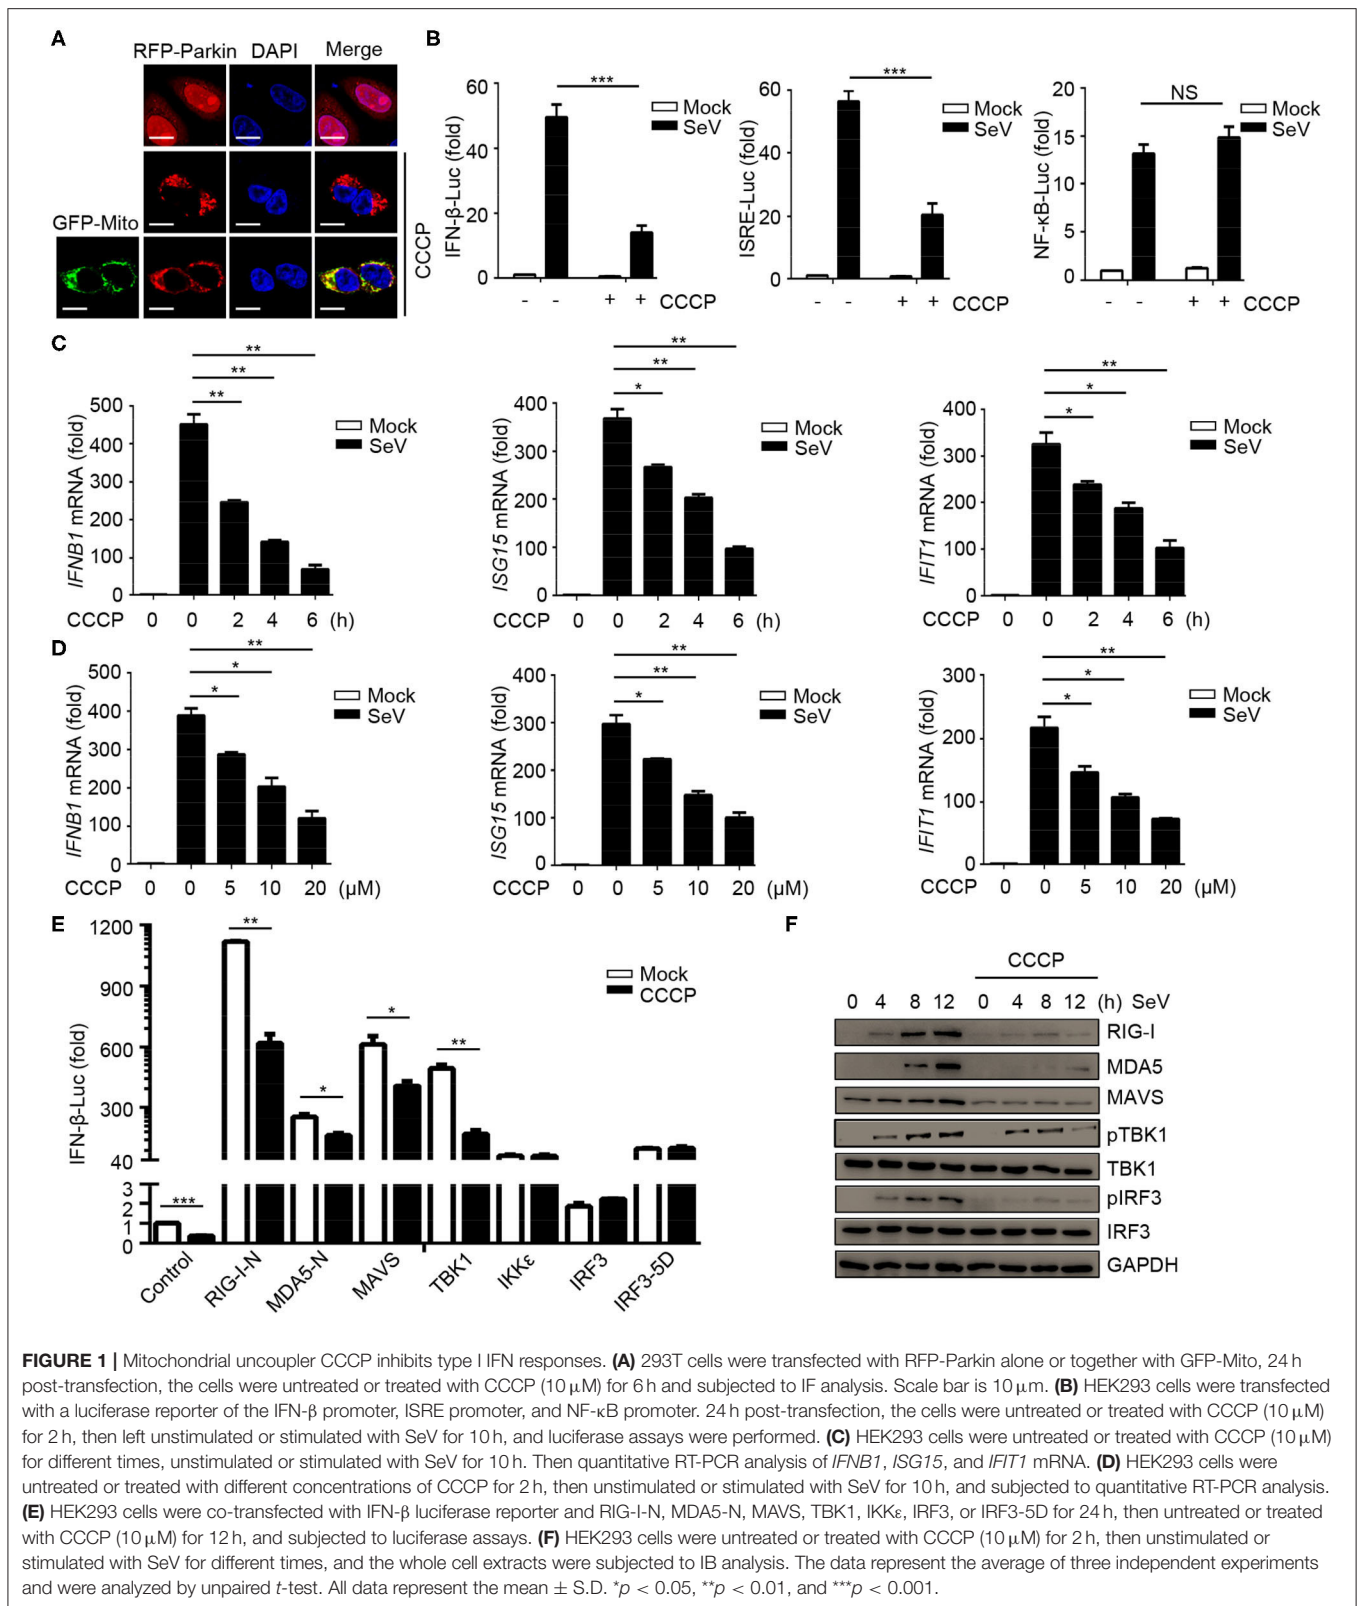 A
RFP-Parkin DAPI Merge
GFP-Mito
CCCP
B
IFN-β-Luc (fold)
60
40
20
0
***
Mock
SeV
- - + + CCCP
ISRE-Luc (fold)
60
40
20
0
***
Mock
SeV
- - + + CCCP
NF-κB-Luc (fold)
20
15
10
5
0
NS
Mock
SeV
- - + + CCCP
C
IFNB1 mRNA (fold)
500
400
300
200
100
0
**
**
**
Mock
SeV
CCCP 0 0 2 4 6 (h)
ISG15 mRNA (fold)
400
300
200
100
0
**
**
*
Mock
SeV
CCCP 0 0 2 4 6 (h)
IFIT1 mRNA (fold)
400
300
200
100
0
**
*
*
Mock
SeV
CCCP 0 0 2 4 6 (h)
D
IFNB1 mRNA (fold)
500
400
300
200
100
0
**
*
*
Mock
SeV
CCCP 0 0 5 10 20 (μM)
ISG15 mRNA (fold)
400
300
200
100
0
**
**
*
Mock
SeV
CCCP 0 0 5 10 20 (μM)
IFIT1 mRNA (fold)
300
200
100
0
**
*
*
Mock
SeV
CCCP 0 0 5 10 20 (μM)
E
IFN-β-Luc (fold)
1200
900
600
300
40
3
2
1
0
***
**
*
*
**
Mock
CCCP
Control RIG-I-N MDA5-N MAVS TBK1 IKKε IRF3 IRF3-5D
F
CCCP
0 4 8 12 0 4 8 12 (h) SeV
RIG-I
MDA5
MAVS
pTBK1
TBK1
pIRF3
IRF3
GAPDH
FIGURE 1 | Mitochondrial uncoupler CCCP inhibits type I IFN responses. (A) 293T cells were transfected with RFP-Parkin alone or together with GFP-Mito, 24 h
post-transfection, the cells were untreated or treated with CCCP (10 μM) for 6 h and subjected to IF analysis. Scale bar is 10 μm. (B) HEK293 cells were transfected
with a luciferase reporter of the IFN-β promoter, ISRE promoter, and NF-κB promoter. 24 h post-transfection, the cells were untreated or treated with CCCP (10 μM)
for 2 h, then left unstimulated or stimulated with SeV for 10 h, and luciferase assays were performed. (C) HEK293 cells were untreated or treated with CCCP (10 μM)
for different times, unstimulated or stimulated with SeV for 10 h. Then quantitative RT-PCR analysis of IFNB1, ISG15, and IFIT1 mRNA. (D) HEK293 cells were
untreated or treated with different concentrations of CCCP for 2 h, then unstimulated or stimulated with SeV for 10 h, and subjected to quantitative RT-PCR analysis.
(E) HEK293 cells were co-transfected with IFN-β luciferase reporter and RIG-I-N, MDA5-N, MAVS, TBK1, IKKε, IRF3, or IRF3-5D for 24 h, then untreated or treated
with CCCP (10 μM) for 12 h, and subjected to luciferase assays. (F) HEK293 cells were untreated or treated with CCCP (10 μM) for 2 h, then unstimulated or
stimulated with SeV for different times, and the whole cell extracts were subjected to IB analysis. The data represent the average of three independent experiments
and were analyzed by unpaired t-test. All data represent the mean ± S.D. *p < 0.05, **p < 0.01, and ***p < 0.001.